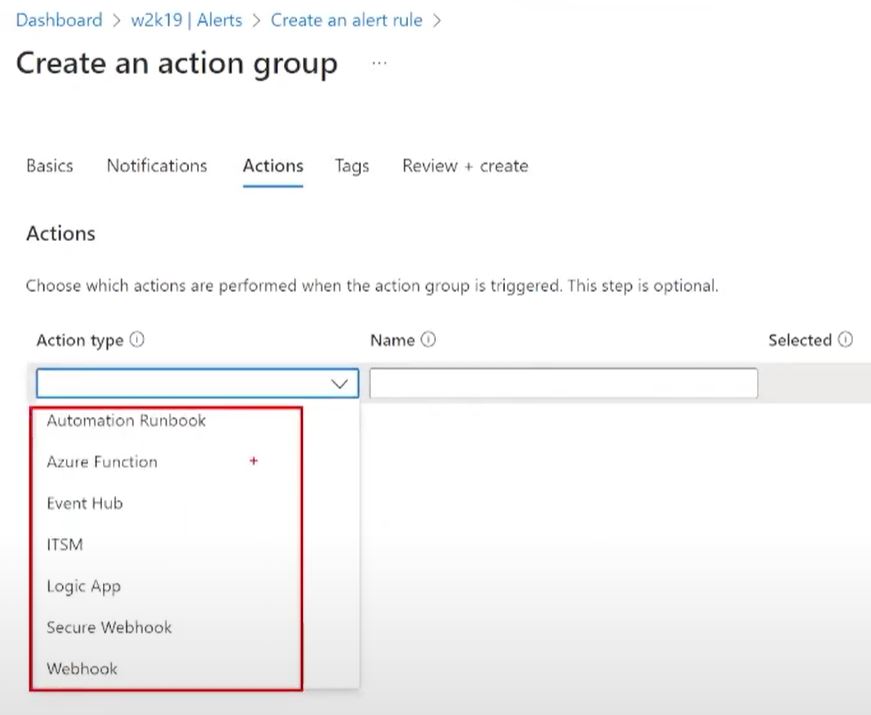 Dashboard > w2k19 | Alerts > Create an alert rule >
Create an action group ...
Basics Notifications Actions Tags Review + create
Actions
Choose which actions are performed when the action group is triggered. This step is optional.
Action type Name Selected
Automation Runbook
Azure Function +
Event Hub
ITSM
Logic App
Secure Webhook
Webhook